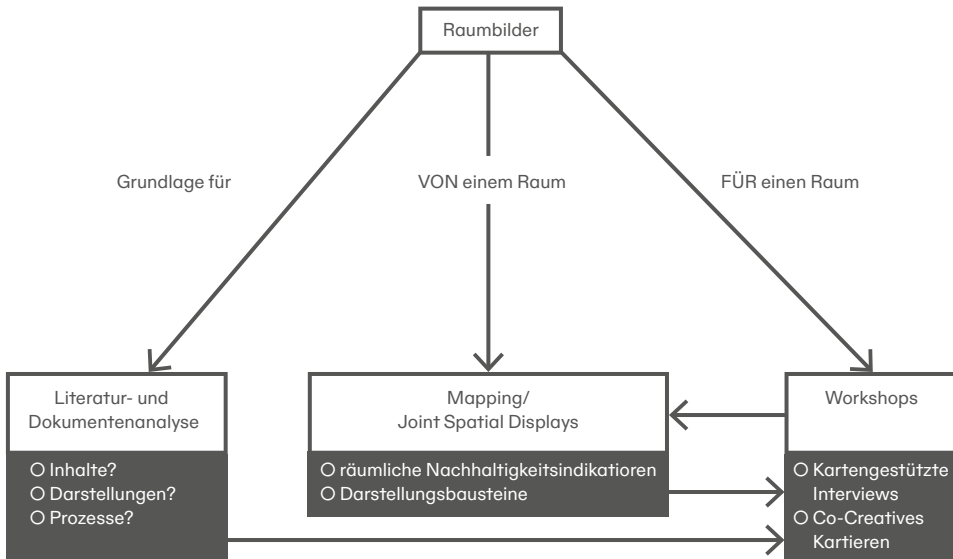 Raumbilder
Grundlage für
VON einem Raum
FÜR einen Raum
Literatur- und
Dokumentenanalyse
○ Inhalte?
○ Darstellungen?
○ Prozesse?
Mapping/
Joint Spatial Displays
○ räumliche Nachhaltigkeitsindikatioren
○ Darstellungsbausteine
Workshops
○ Kartengestützte
Interviews
○ Co-Creatives
Kartieren